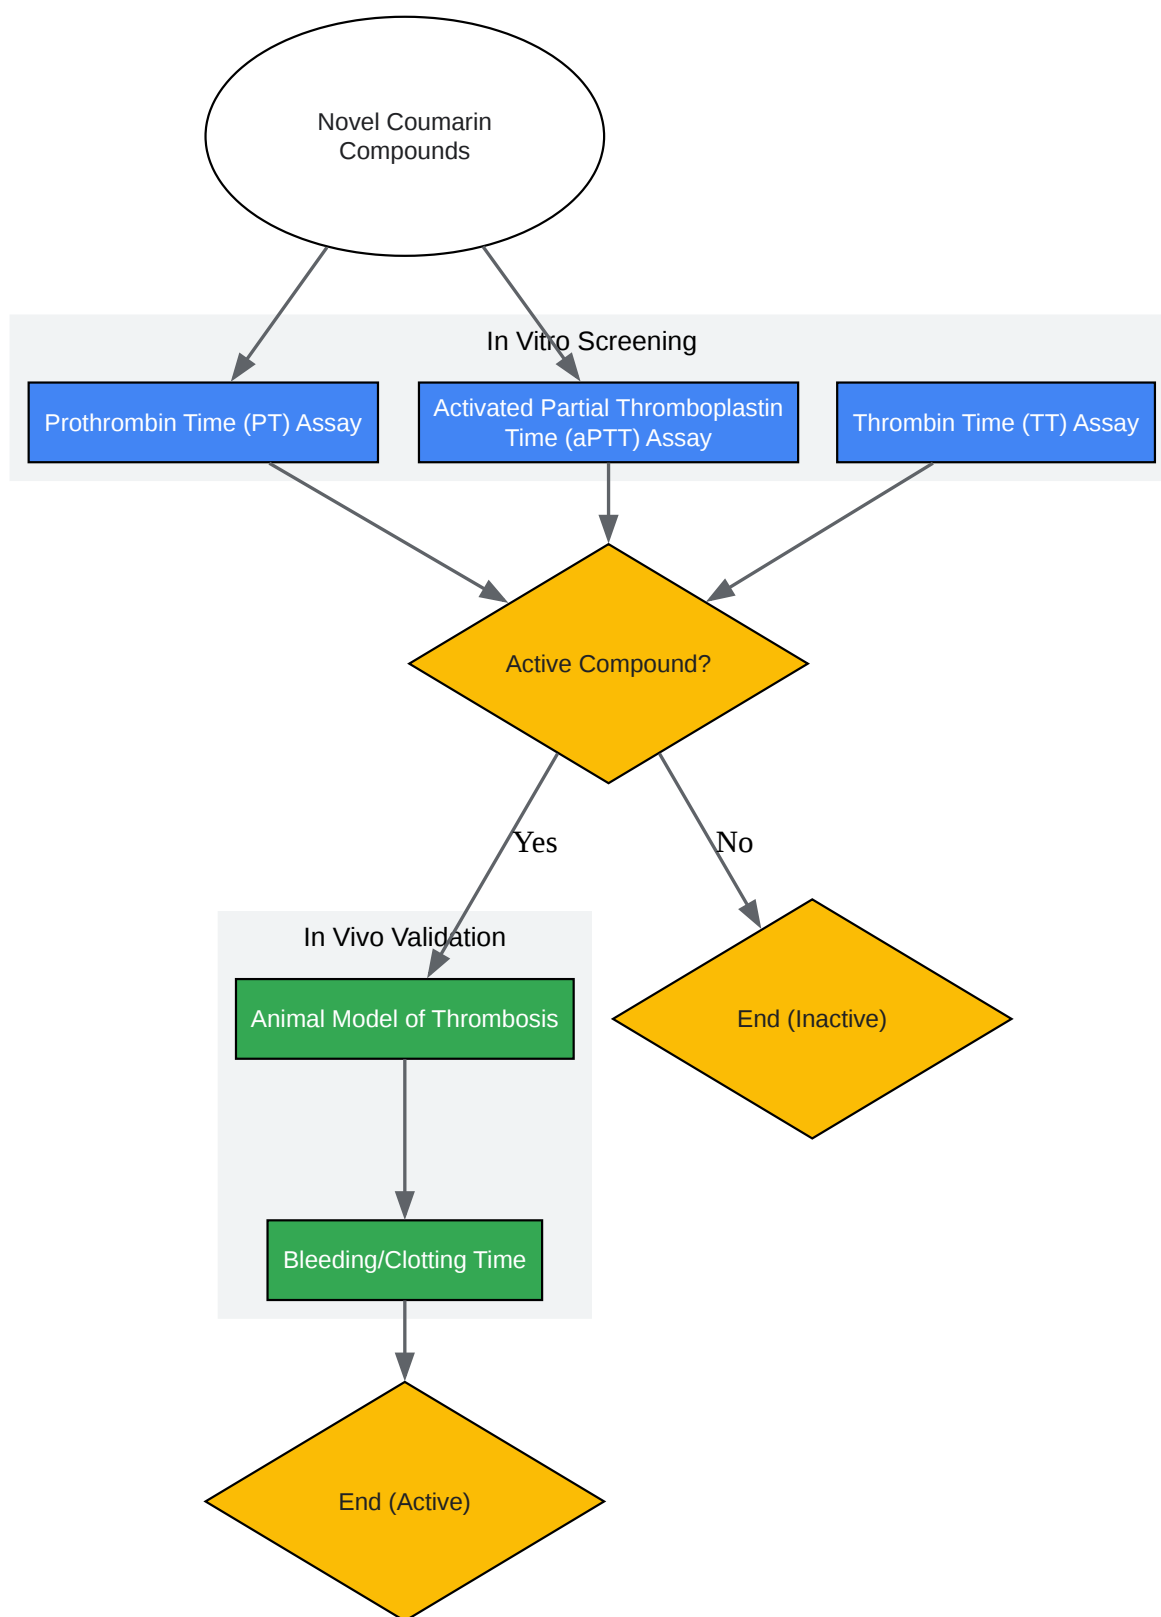 Novel Coumarin
Compounds
In Vitro Screening
Prothrombin Time (PT) Assay
Activated Partial Thromboplastin
Time (aPTT) Assay
Thrombin Time (TT) Assay
Active Compound?
Yes
No
In Vivo Validation
Animal Model of Thrombosis
End (Inactive)
Bleeding/Clotting Time
End (Active)